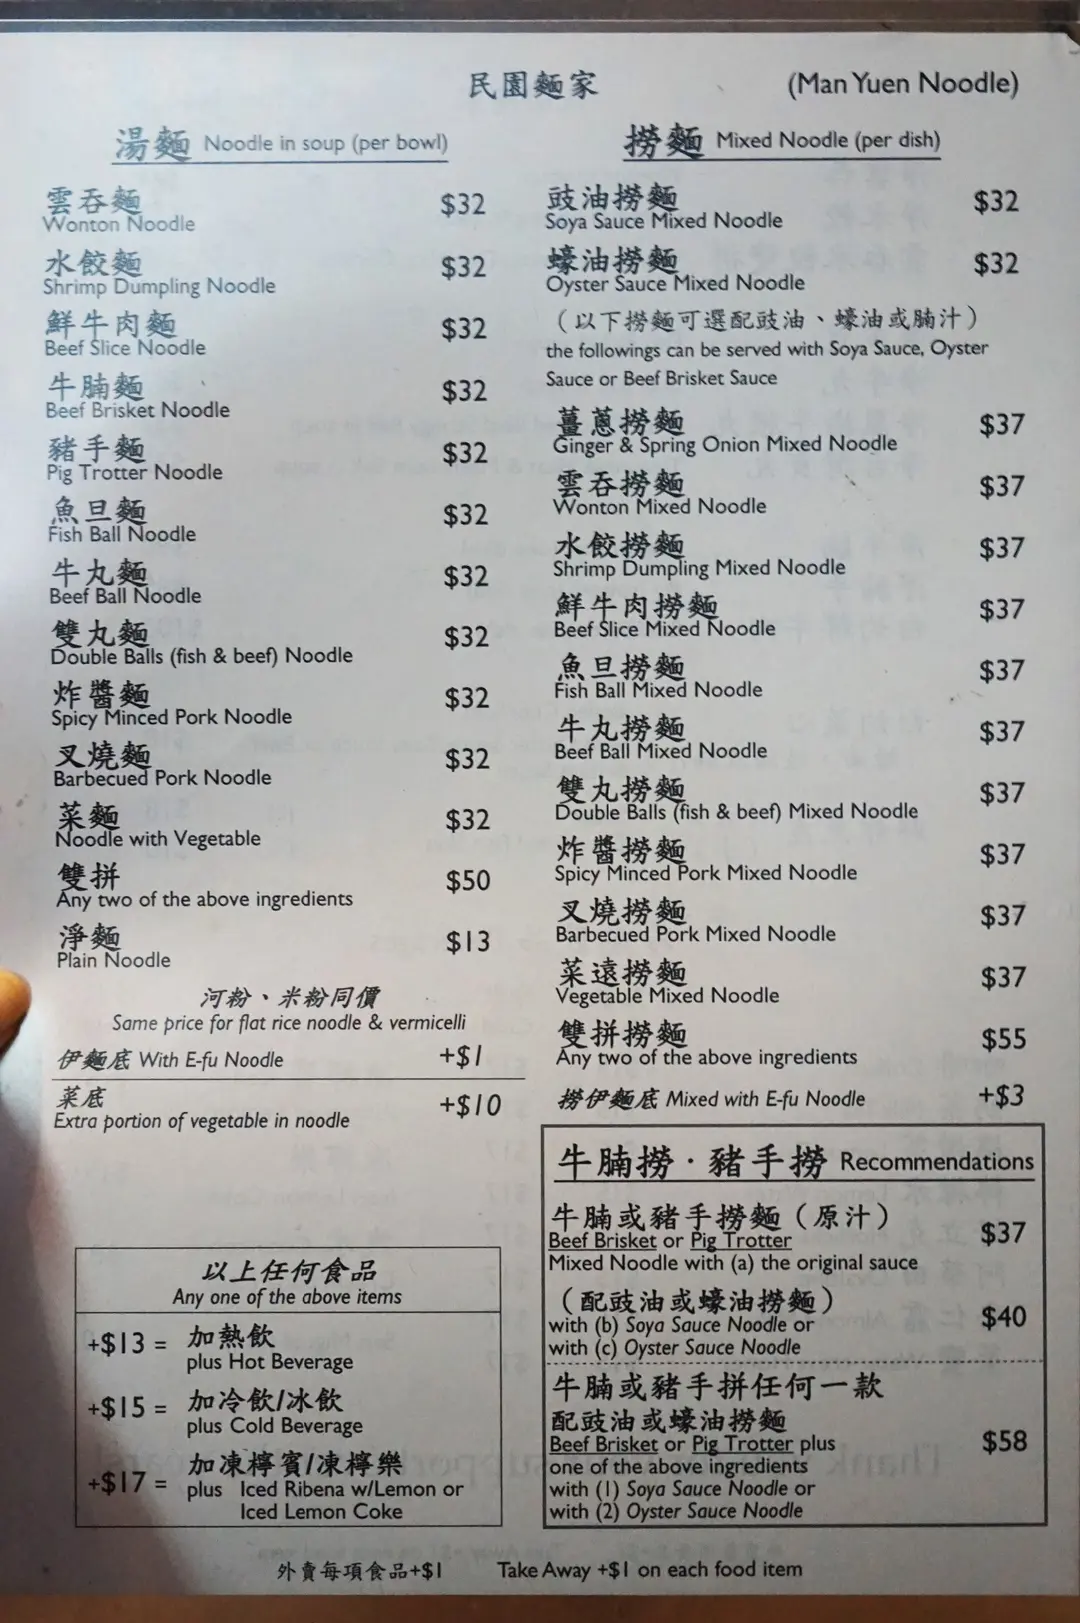 民園麵家 (Man Yuen Noodle)
湯麵 Noodle in soup (per bowl)
雲吞麵 $32
Wonton Noodle
水餃麵 $32
Shrimp Dumpling Noodle
鮮牛肉麵 $32
Beef Slice Noodle
牛腩麵 $32
Beef Brisket Noodle
豬手麵 $32
Pig Trotter Noodle
魚旦麵 $32
Fish Ball Noodle
牛丸麵 $32
Beef Ball Noodle
雙丸麵 $32
Double Balls (fish & beef) Noodle
炸醬麵 $32
Spicy Minced Pork Noodle
叉燒麵 $32
Barbecued Pork Noodle
菜麵 $32
Noodle with Vegetable
雙拼 $50
Any two of the above ingredients
淨麵 $13
Plain Noodle
河粉、米粉同價
Same price for flat rice noodle & vermicelli
伊麵底 With E-fu Noodle +$1
菜底 +$10
Extra portion of vegetable in noodle
以上任何食品
Any one of the above items
+$13 = 加熱飲
plus Hot Beverage
+$15 = 加冷飲/冰飲
plus Cold Beverage
+$17 = 加凍檸賓/凍檸樂
plus Iced Ribena w/Lemon or
Iced Lemon Coke
撈麵 Mixed Noodle (per dish)
豉油撈麵 $32
Soya Sauce Mixed Noodle
蠔油撈麵 $32
Oyster Sauce Mixed Noodle
（以下撈麵可選配豉油、蠔油或腩汁）
the followings can be served with Soya Sauce, Oyster
Sauce or Beef Brisket Sauce
薑蔥撈麵 $37
Ginger & Spring Onion Mixed Noodle
雲吞撈麵 $37
Wonton Mixed Noodle
水餃撈麵 $37
Shrimp Dumpling Mixed Noodle
鮮牛肉撈麵 $37
Beef Slice Mixed Noodle
魚旦撈麵 $37
Fish Ball Mixed Noodle
牛丸撈麵 $37
Beef Ball Mixed Noodle
雙丸撈麵 $37
Double Balls (fish & beef) Mixed Noodle
炸醬撈麵 $37
Spicy Minced Pork Mixed Noodle
叉燒撈麵 $37
Barbecued Pork Mixed Noodle
菜遠撈麵 $37
Vegetable Mixed Noodle
雙拼撈麵 $55
Any two of the above ingredients
撈伊麵底 Mixed with E-fu Noodle +$3
牛腩撈·豬手撈 Recommendations
牛腩或豬手撈麵（原汁） $37
Beef Brisket or Pig Trotter
Mixed Noodle with (a) the original sauce
（配豉油或蠔油撈麵） $40
with (b) Soya Sauce Noodle or
with (c) Oyster Sauce Noodle
牛腩或豬手拼任何一款
配豉油或蠔油撈麵
Beef Brisket or Pig Trotter plus $58
one of the above ingredients
with (1) Soya Sauce Noodle or
with (2) Oyster Sauce Noodle
外賣每項食品+$1 Take Away +$1 on each food item